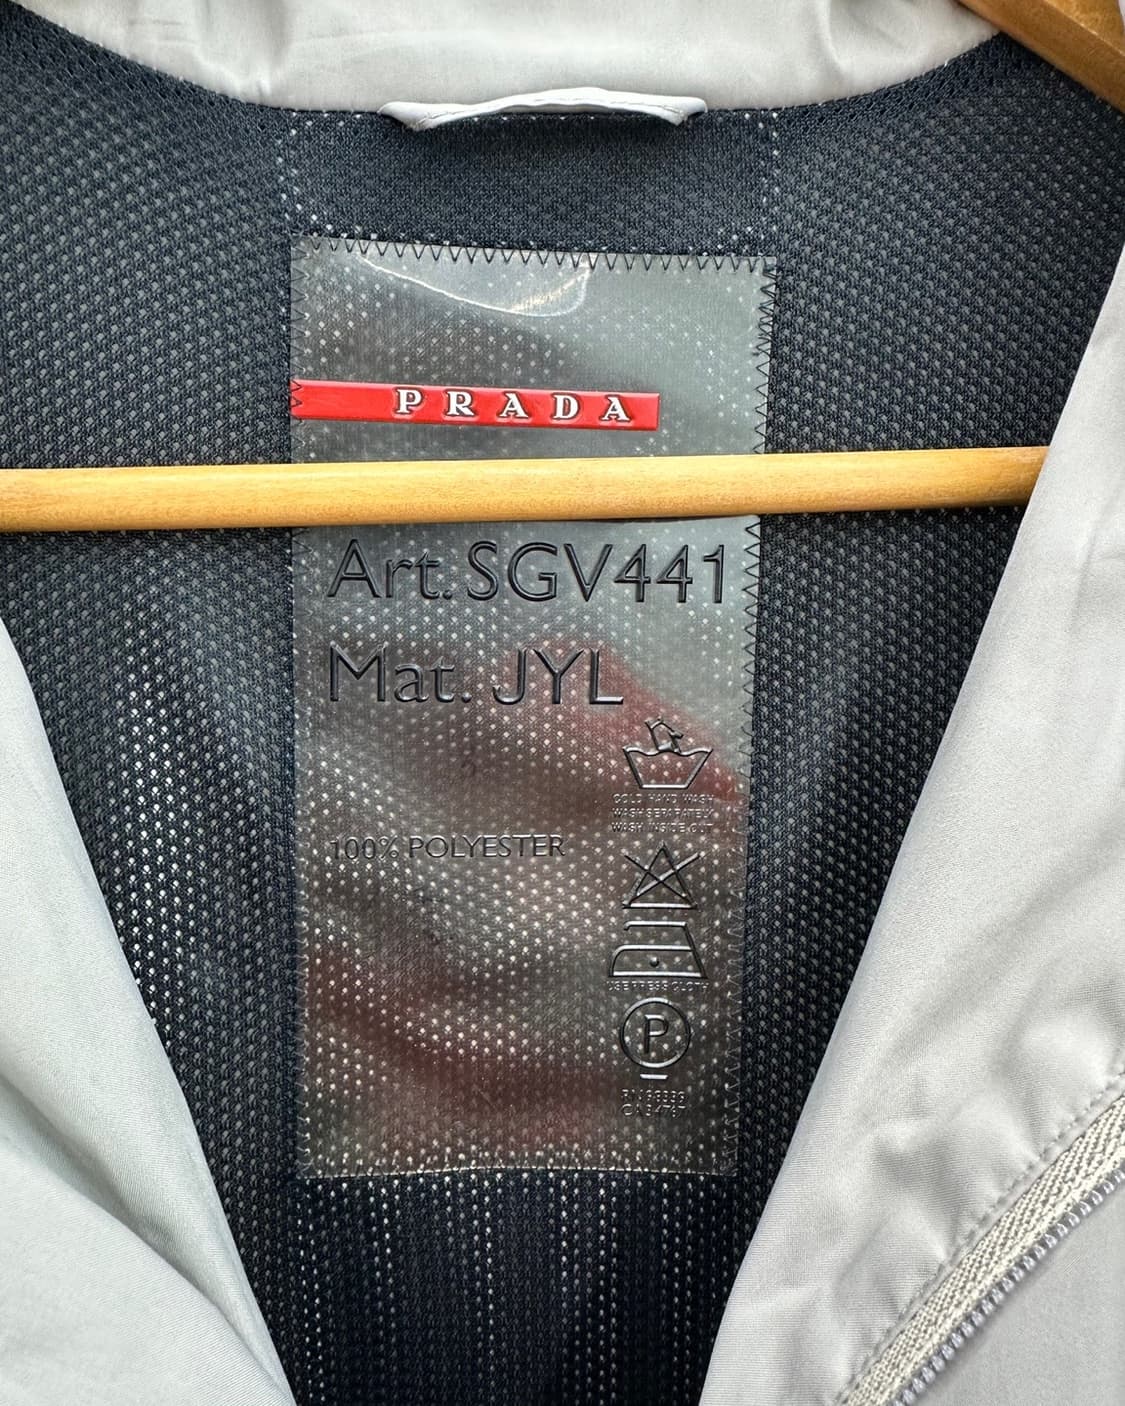 PRADA
Art. SGV441
Mat. JYL
100% POLYESTER
COLD HAND WASH
WASH SEPARATELY
WASH INSIDE OUT
USE PRESS CLOTH
P